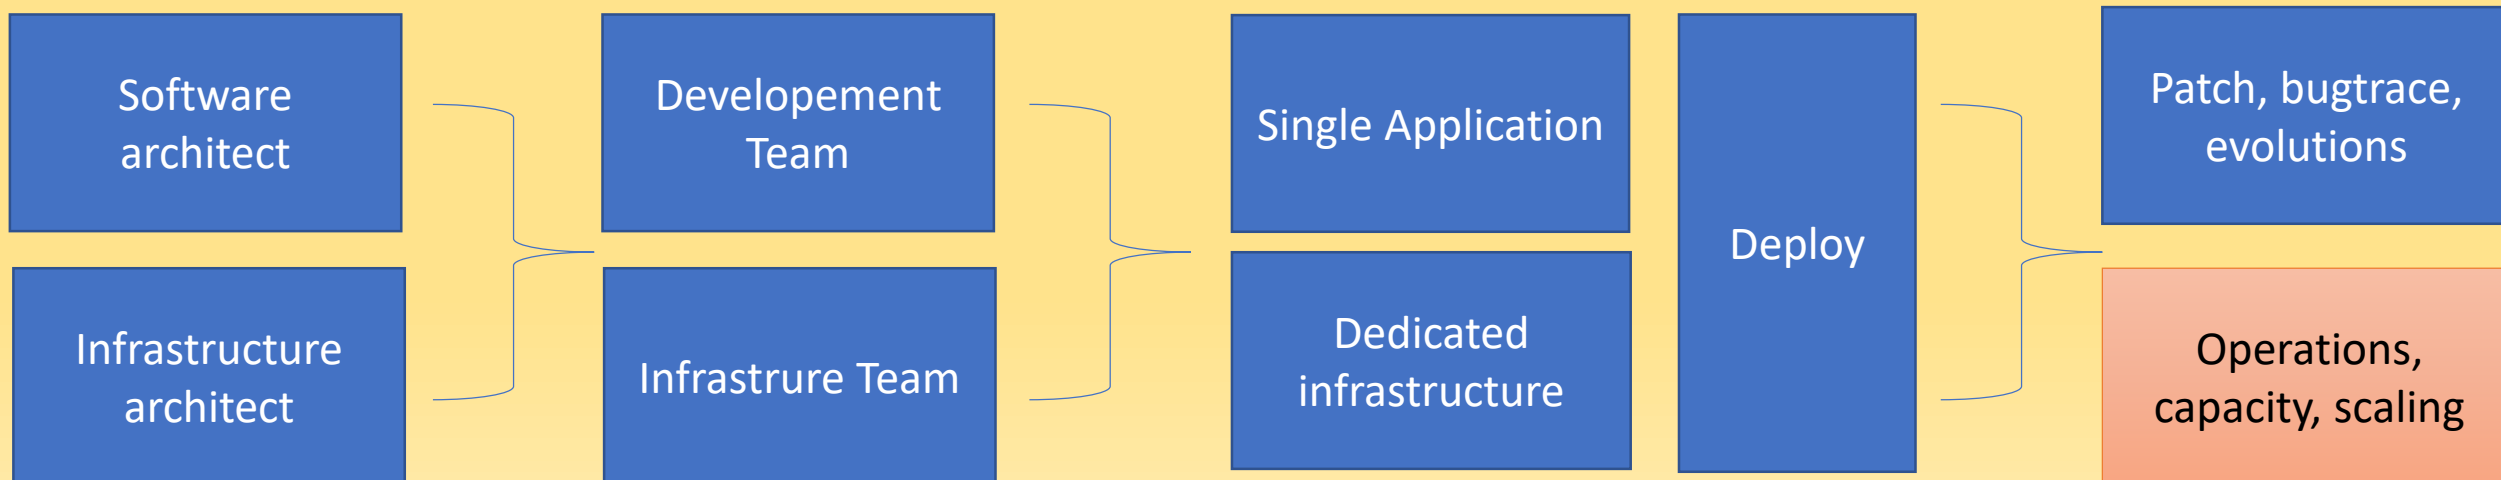 Software
architect
Infrastructure
architect
Developement
Team
Infrastrure Team
Single Application
Dedicated
infrastructure
Deploy
Patch, bugtrace,
evolutions
Operations,
capacity, scaling